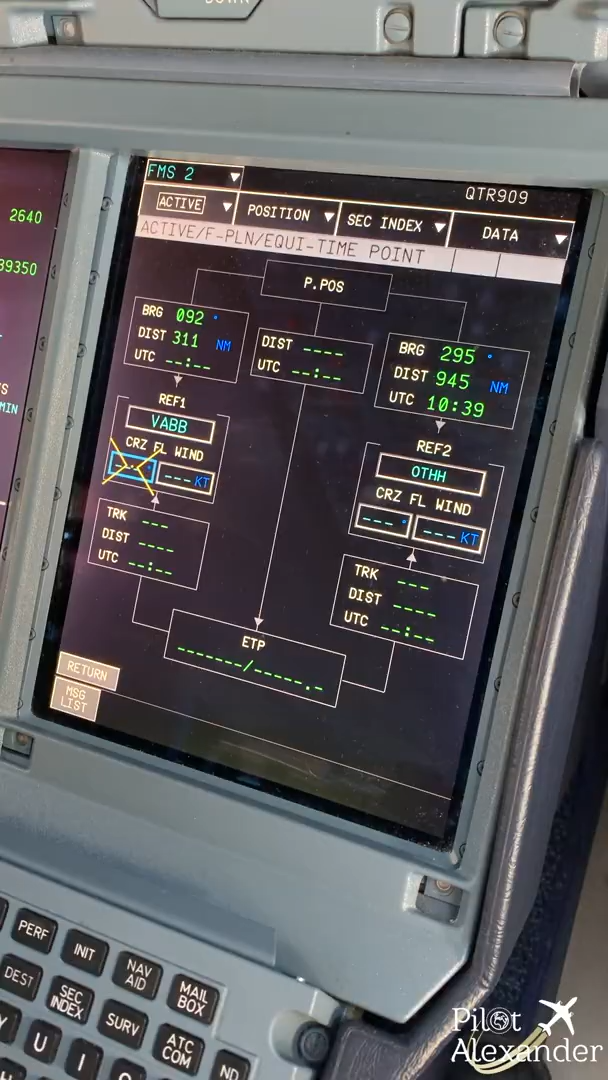 DOWN
FMS 2
QTR909
ACTIVE
POSITION
SEC INDEX
DATA
ACTIVE/F-PLN/EQUI-TIME POINT
P.POS
BRG 092 °
DIST 311 NM
UTC --:--
DIST ----
UTC --:--
BRG 295 °
DIST 945 NM
UTC 10:39
REF1
VABB
CRZ FL WIND
--- ° --- KT
TRK ---
DIST ----
UTC --:--
REF2
OTHH
CRZ FL WIND
--- ° --- KT
TRK ---
DIST ----
UTC --:--
ETP
-------/-----.-
RETURN
MSG
LIST
2640
39350
MIN
PERF
INIT
NAV
AID
MAIL
BOX
DEST
SEC
INDEX
SURV
ATC
COM
ND
Y
U
I
O
Pilot
Alexander